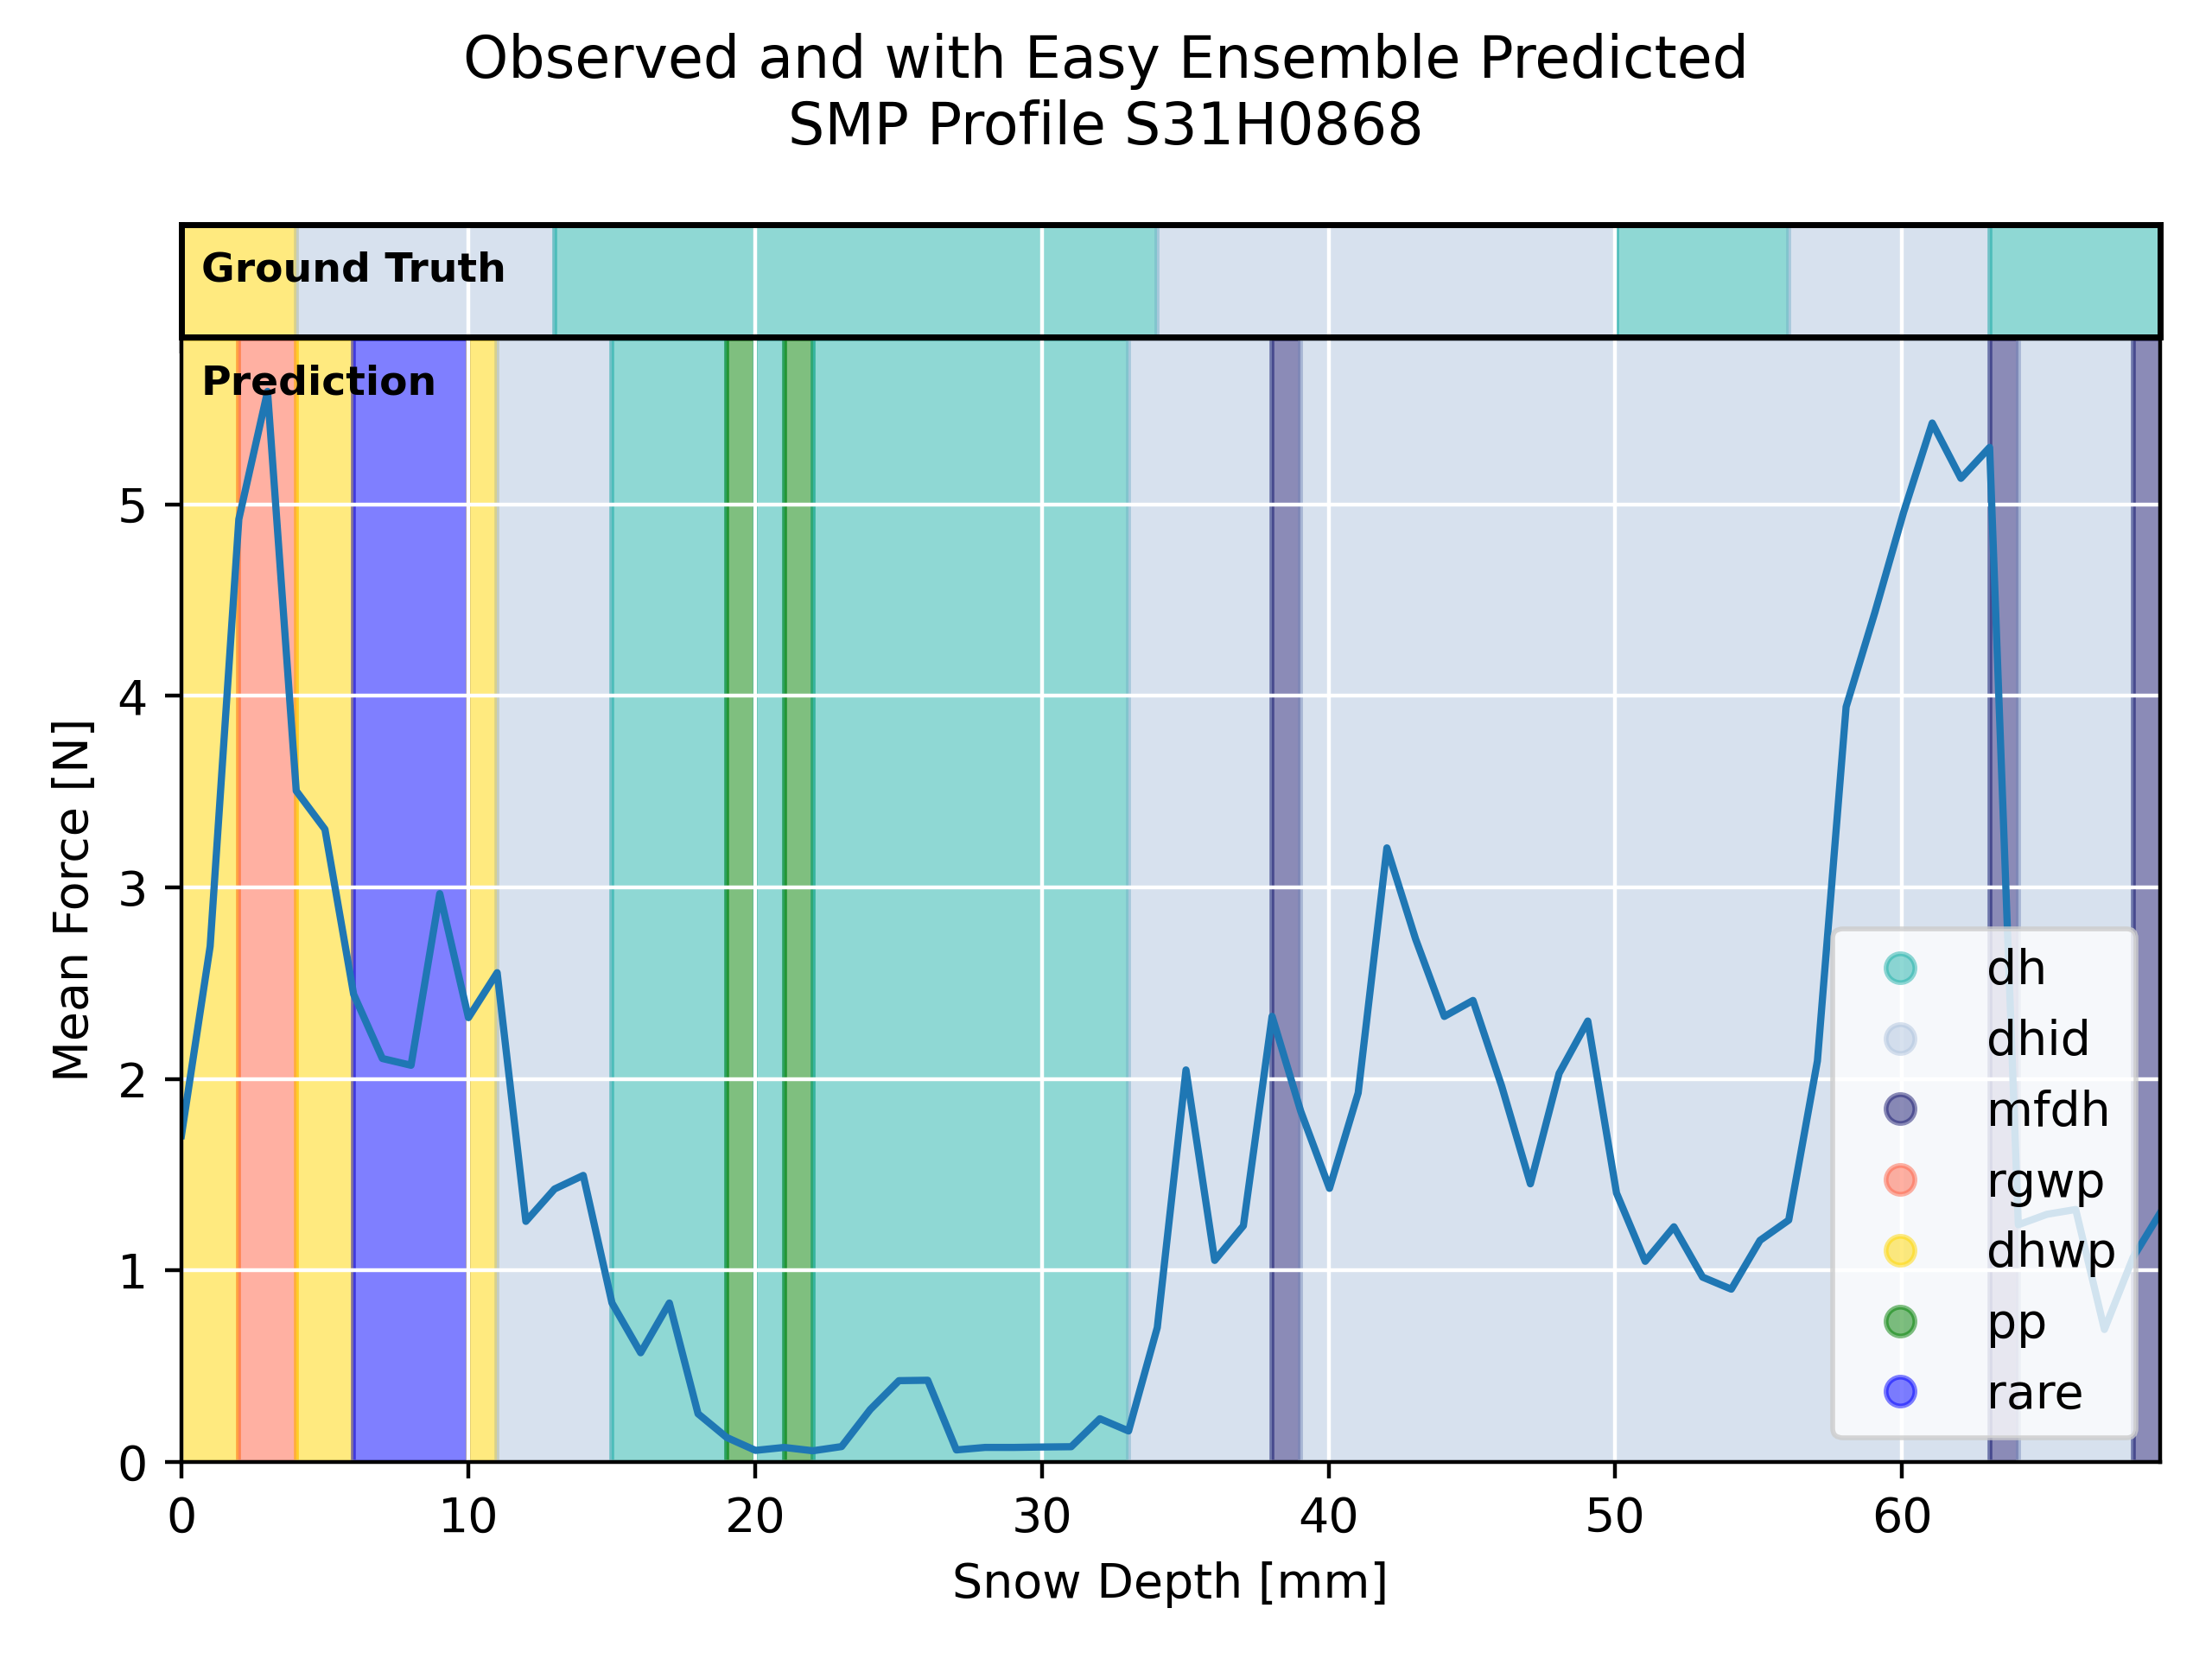 Observed and with Easy Ensemble Predicted
SMP Profile S31H0868
Ground Truth
Prediction
Mean Force [N]
5
4
3
2
1
0
dh
dhid
mfdh
rgwp
dhwp
pp
rare
0 10 20 30 40 50 60
Snow Depth [mm]